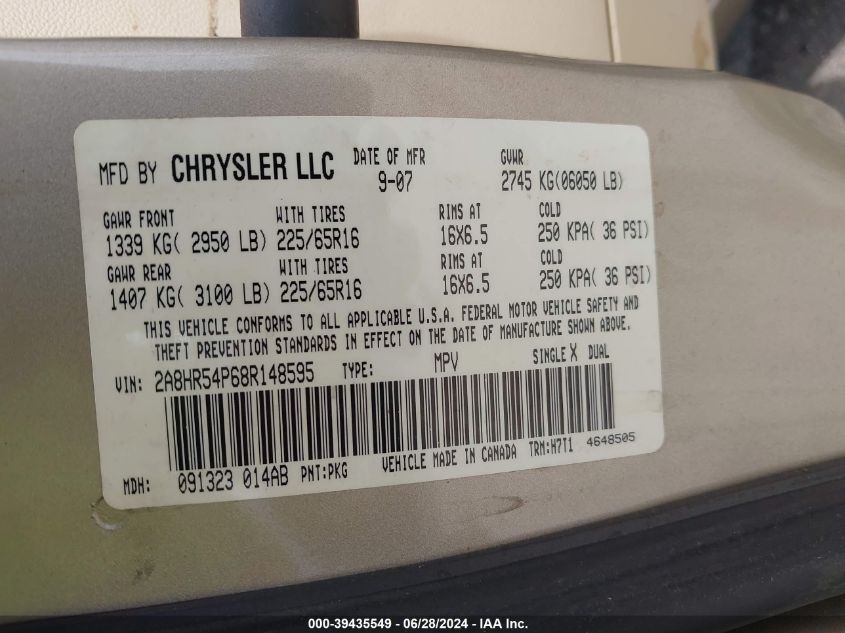 MFD BY CHRYSLER LLC DATE OF MFR GVWR
9-07 2745 KG(06050 LB)
GAWR FRONT WITH TIRES RIMS AT COLD
1339 KG( 2950 LB) 225/65R16 16X6.5 250 KPA( 36 PSI)
GAWR REAR WITH TIRES RIMS AT COLD
1407 KG( 3100 LB) 225/65R16 16X6.5 250 KPA( 36 PSI)
THIS VEHICLE CONFORMS TO ALL APPLICABLE U.S.A. FEDERAL MOTOR VEHICLE SAFETY AND
THEFT PREVENTION STANDARDS IN EFFECT ON THE DATE OF MANUFACTURE SHOWN ABOVE.
VIN: 2A8HR54P68R148595 TYPE: MPV SINGLE X DUAL
MDH: 091323 014AB PNT:PKG VEHICLE MADE IN CANADA TRM:H7T1 4648505
000-39435549 - 06/28/2024 - IAA Inc.